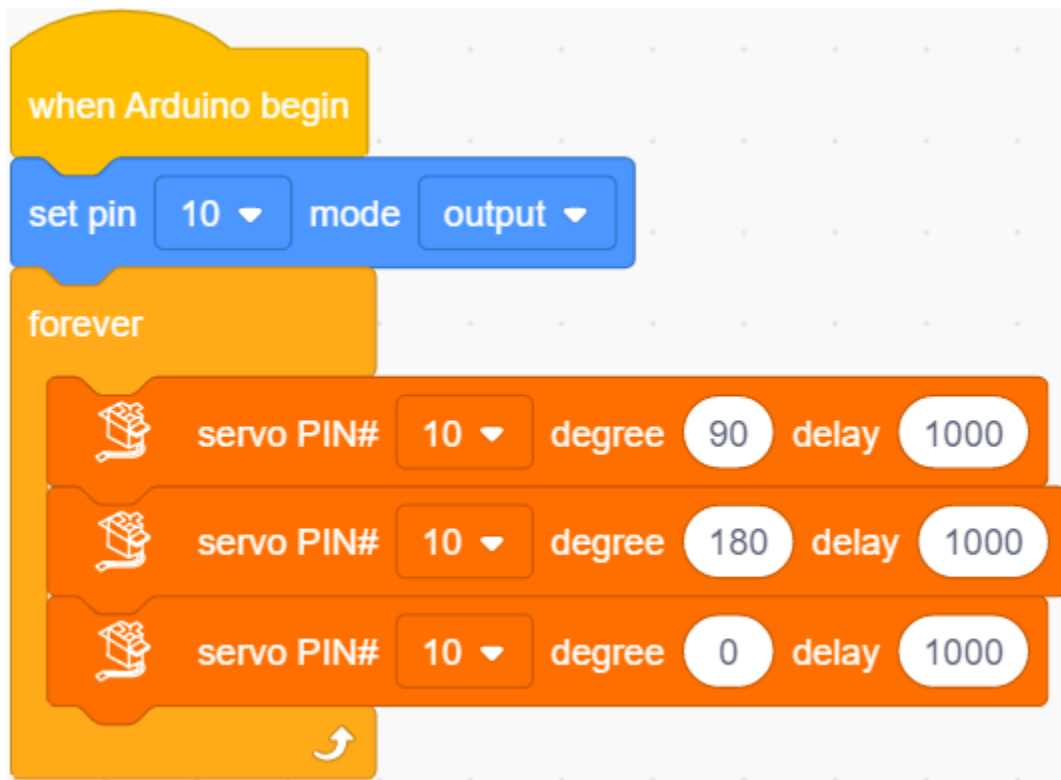 when Arduino begin
set pin 10 mode output
forever
servo PIN# 10 degree 90 delay 1000
servo PIN# 10 degree 180 delay 1000
servo PIN# 10 degree 0 delay 1000